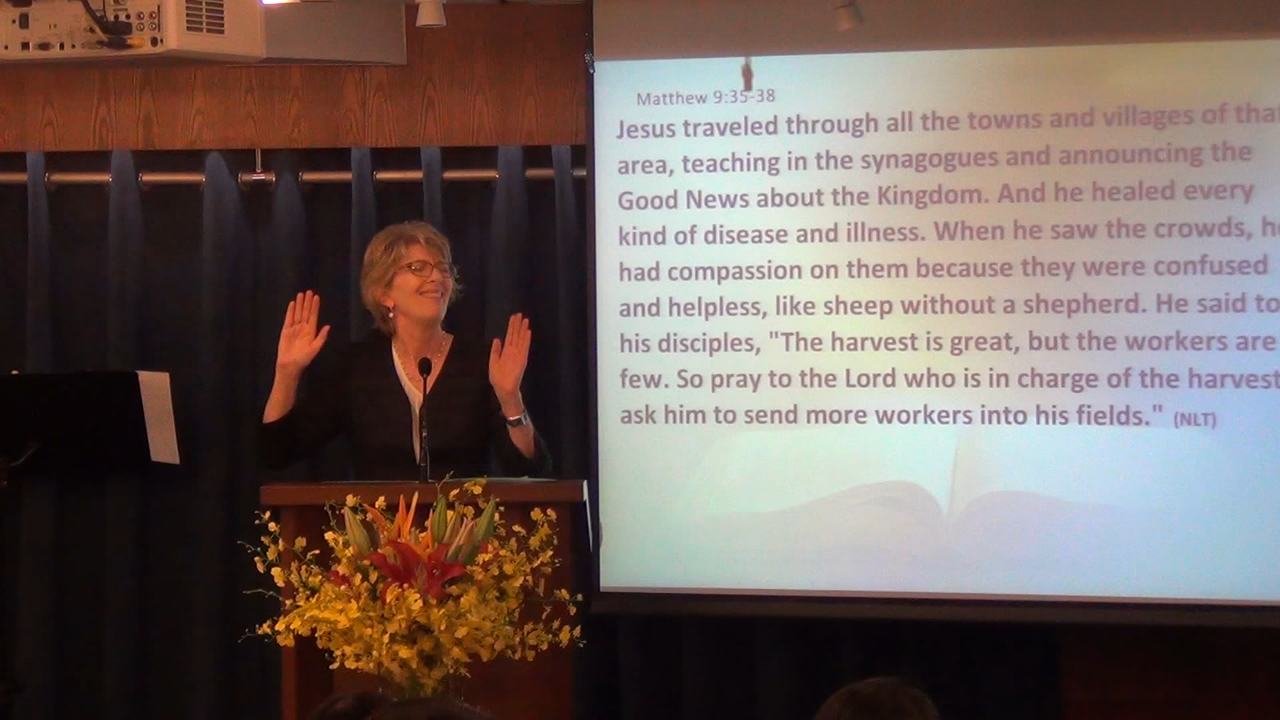 Matthew 9:35-38
Jesus traveled through all the towns and villages of tha
area, teaching in the synagogues and announcing the
Good News about the Kingdom. And he healed every
kind of disease and illness. When he saw the crowds, h
had compassion on them because they were confused
and helpless, like sheep without a shepherd. He said to
his disciples, "The harvest is great, but the workers are
few. So pray to the Lord who is in charge of the harvest
ask him to send more workers into his fields." (NLT)